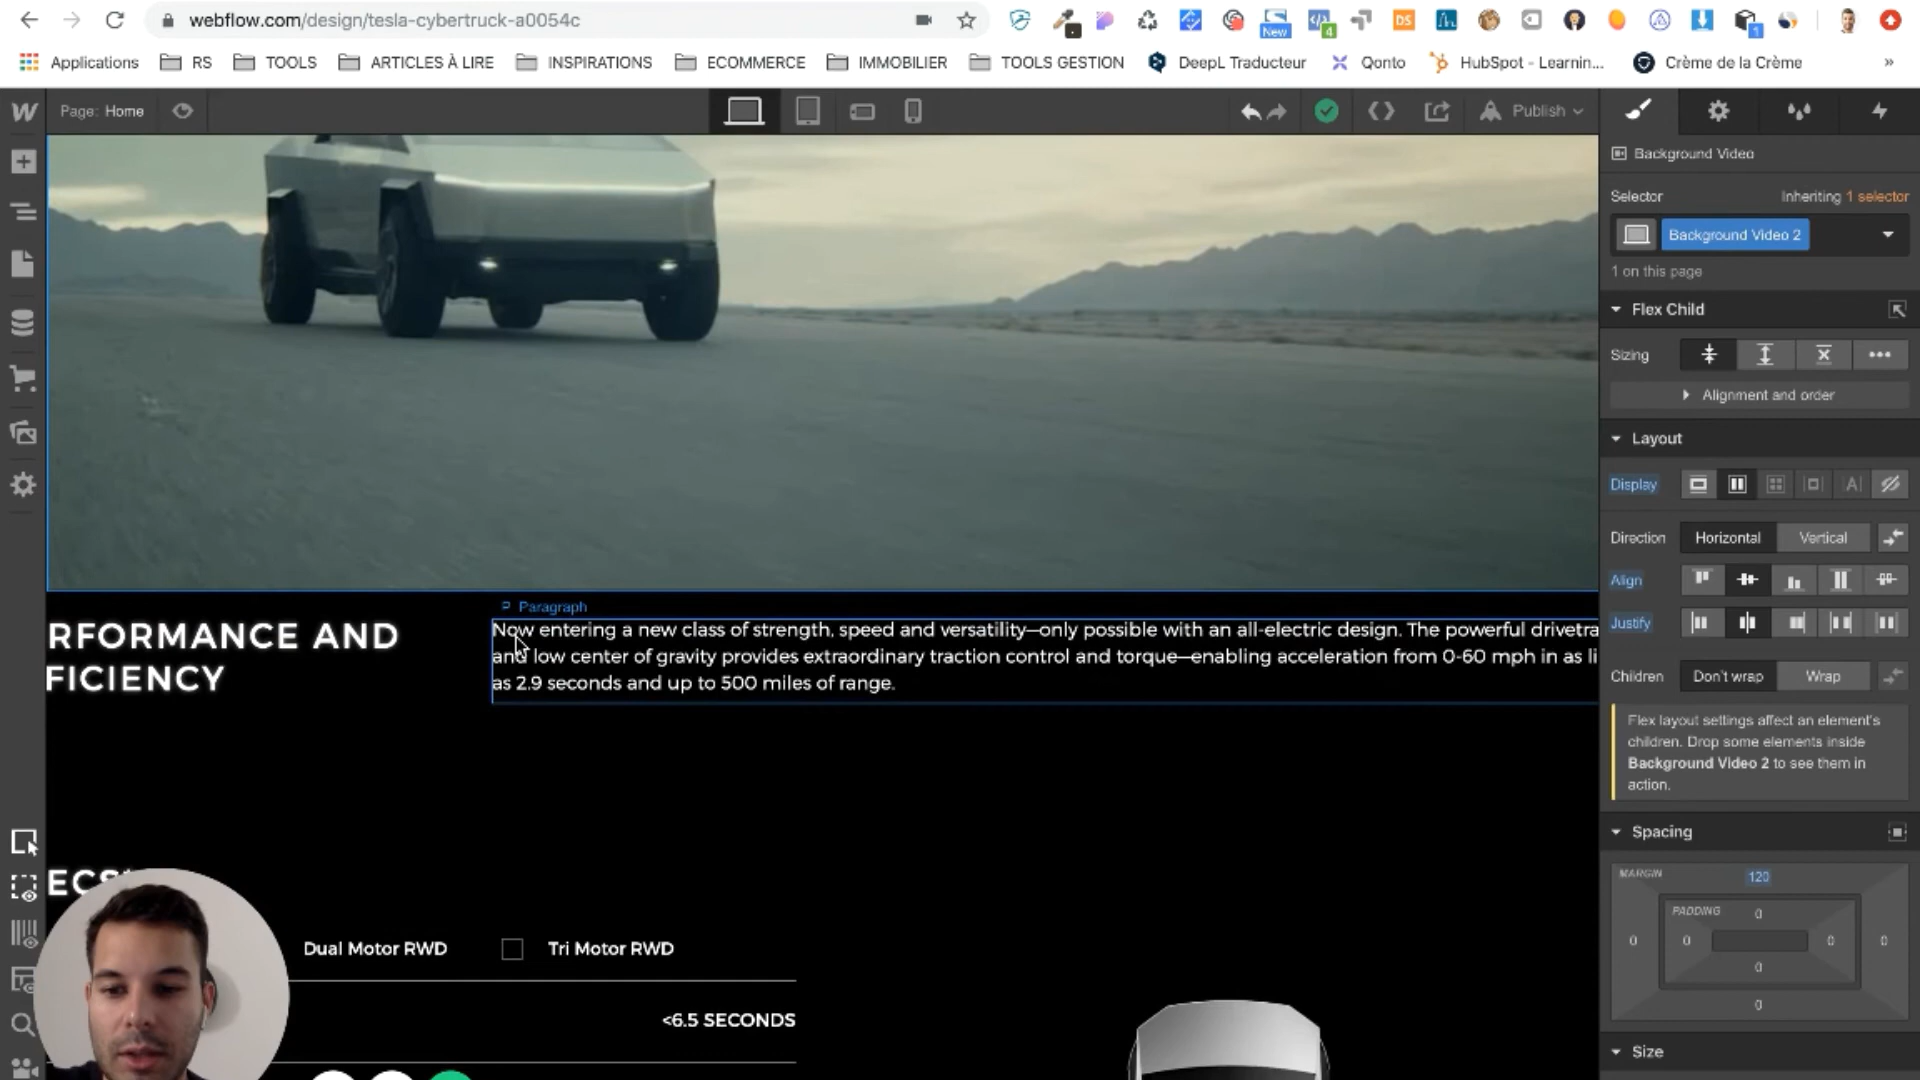 webflow.com/design/tesla-cybertruck-a0054c
New
4
DS
1
Applications
RS
TOOLS
ARTICLES À LIRE
INSPIRATIONS
ECOMMERCE
IMMOBILIER
TOOLS GESTION
DeepL Traducteur
Qonto
HubSpot - Learnin...
Crème de la Crème
»
Page: Home
Publish
Background Video
Selector
Inheriting 1 selector
Background Video 2
1 on this page
Flex Child
Sizing
Alignment and order
Layout
Display
Direction
Horizontal
Vertical
Align
Justify
Children
Don't wrap
Wrap
Flex layout settings affect an element's
children. Drop some elements inside
Background Video 2 to see them in
action.
Spacing
MARGIN
120
PADDING
0
0
0
0
0
0
0
Size
Paragraph
RFORMANCE AND
FICIENCY
Now entering a new class of strength, speed and versatility—only possible with an all-electric design. The powerful drivetra
and low center of gravity provides extraordinary traction control and torque—enabling acceleration from 0-60 mph in as li
as 2.9 seconds and up to 500 miles of range.
ECS
Dual Motor RWD
Tri Motor RWD
<6.5 SECONDS